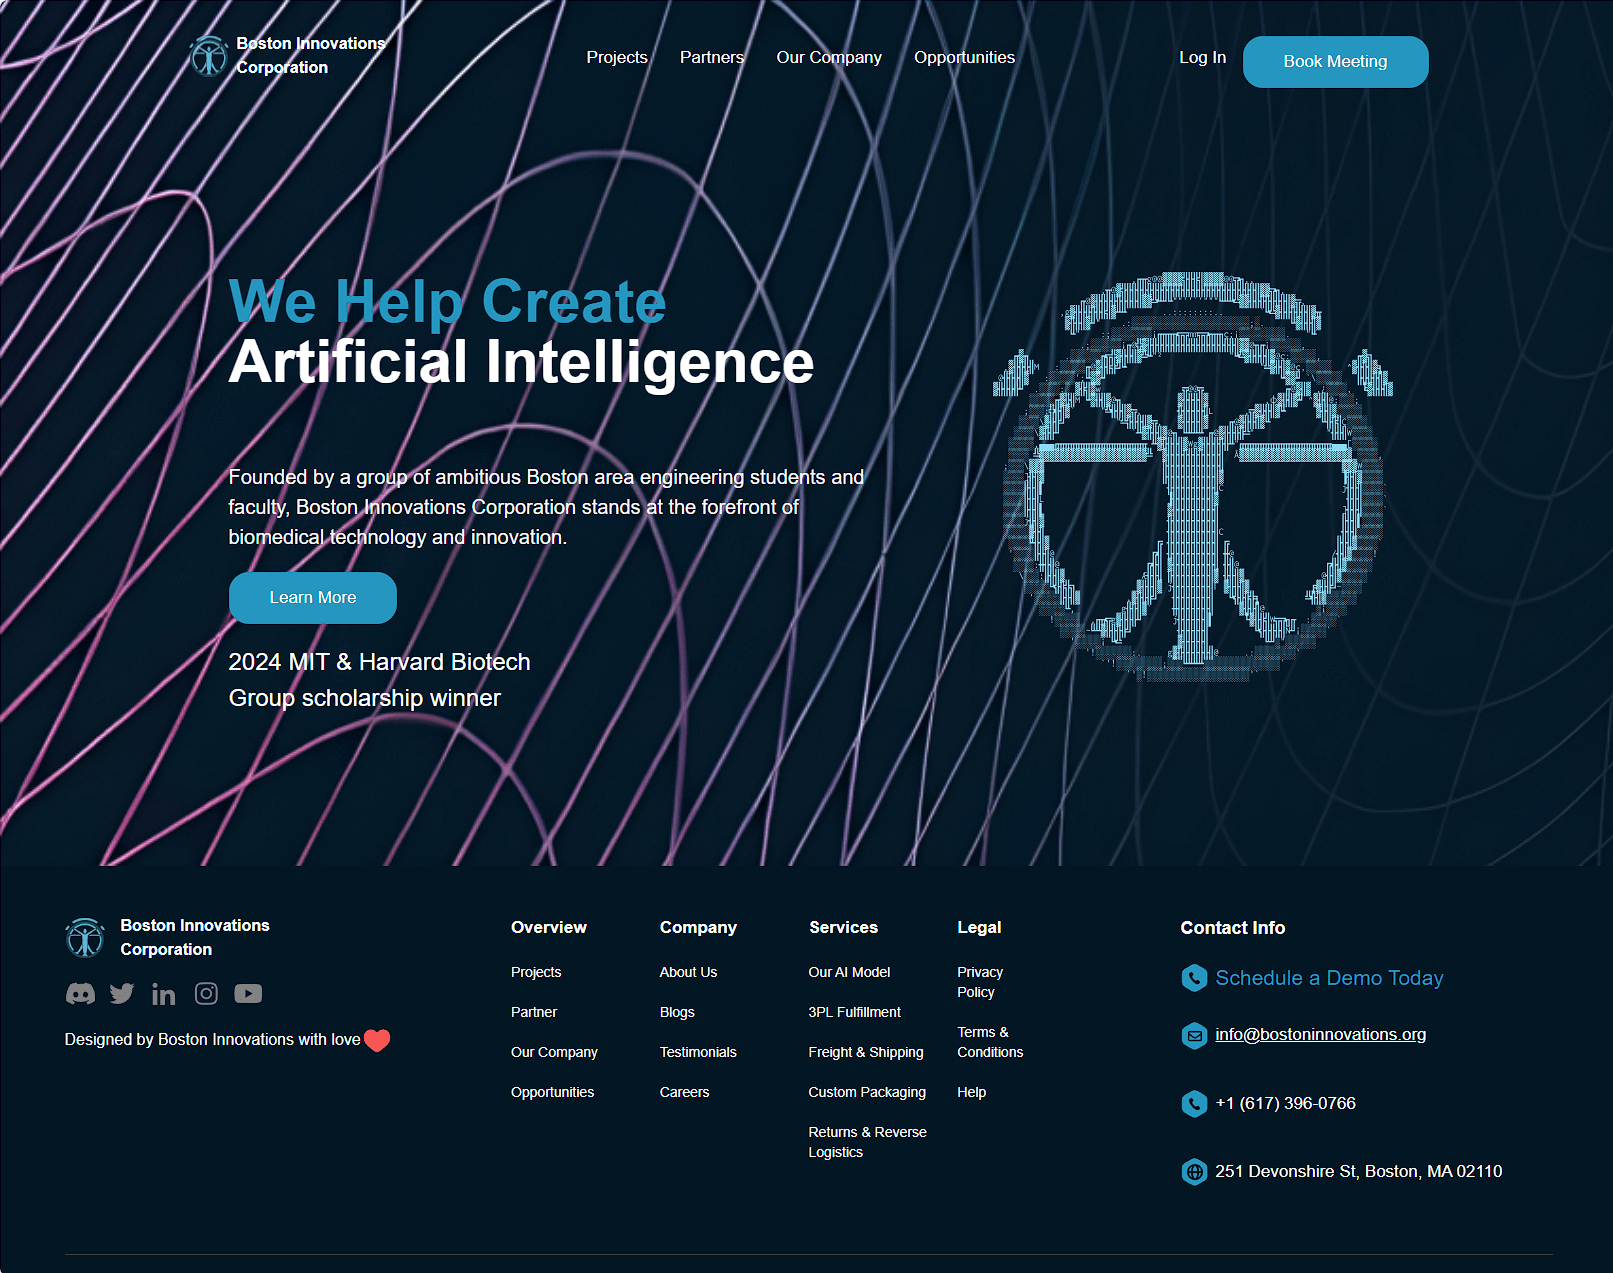 Boston Innovations
Corporation
Projects
Partners
Our Company
Opportunities
Log In
Book Meeting
We Help Create
Artificial Intelligence
Founded by a group of ambitious Boston area engineering students and
faculty, Boston Innovations Corporation stands at the forefront of
biomedical technology and innovation.
Learn More
2024 MIT & Harvard Biotech
Group scholarship winner
Boston Innovations
Corporation
Designed by Boston Innovations with love
Overview
Projects
Partner
Our Company
Opportunities
Company
About Us
Blogs
Testimonials
Careers
Services
Our AI Model
3PL Fulfillment
Freight & Shipping
Custom Packaging
Returns & Reverse
Logistics
Legal
Privacy
Policy
Terms &
Conditions
Help
Contact Info
Schedule a Demo Today
info@bostoninnovations.org
+1 (617) 396-0766
251 Devonshire St, Boston, MA 02110